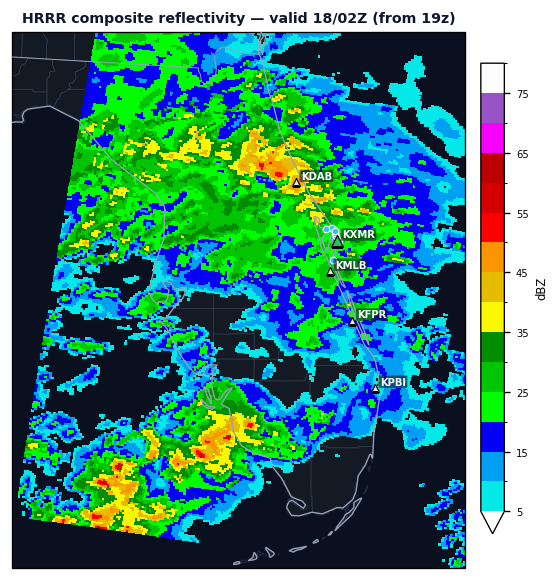 HRRR composite reflectivity — valid 18/02Z (from 19z)
KDAB
KXMR
KMLB
KFPR
KPBI
75
65
55
45
35
25
15
5
dBZ